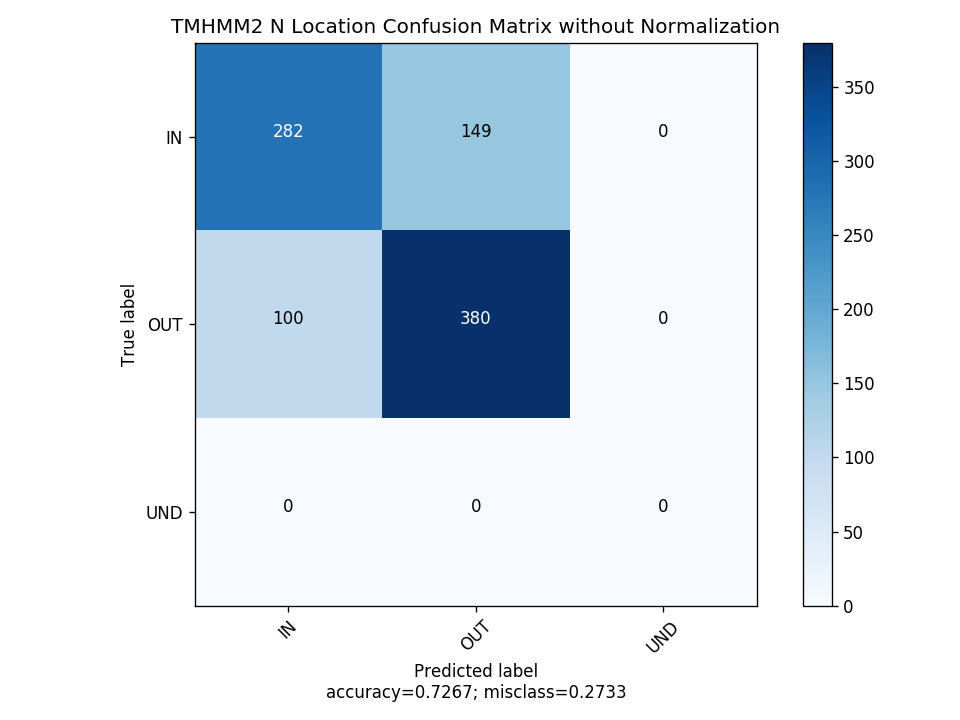 TMHMM2 N Location Confusion Matrix without Normalization
IN 282 149 0
OUT 100 380 0
UND 0 0 0
IN OUT UND
True label
Predicted label
accuracy=0.7267; misclass=0.2733
350
300
250
200
150
100
50
0